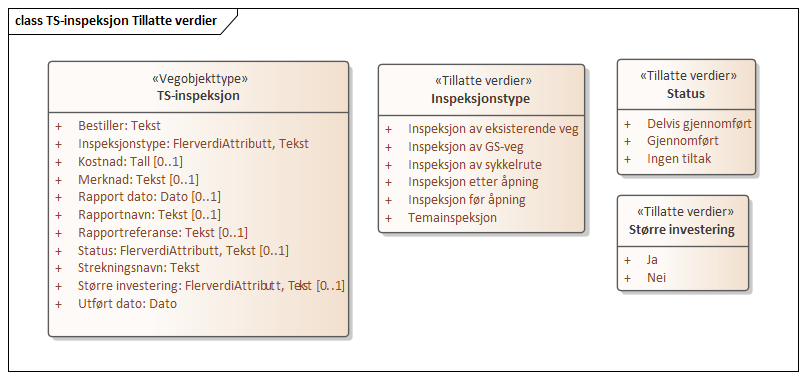 class TS-inspeksjon Tillatte verdier
«Vegobjekttype»
TS-inspeksjon
+ Bestiller: Tekst
+ Inspeksjonstype: FlerverdiAttributt, Tekst
+ Kostnad: Tall [0..1]
+ Merknad: Tekst [0..1]
+ Rapport dato: Dato [0..1]
+ Rapportnavn: Tekst [0..1]
+ Rapportreferanse: Tekst [0..1]
+ Status: FlerverdiAttributt, Tekst [0..1]
+ Strekningsnavn: Tekst
+ Større investering: FlerverdiAttributt, Tekst [0..1]
+ Utført dato: Dato
«Tillatte verdier»
Inspeksjonstype
+ Inspeksjon av eksisterende veg
+ Inspeksjon av GS-veg
+ Inspeksjon av sykkelrute
+ Inspeksjon etter åpning
+ Inspeksjon før åpning
+ Temainspeksjon
«Tillatte verdier»
Status
+ Delvis gjennomført
+ Gjennomført
+ Ingen tiltak
«Tillatte verdier»
Større investering
+ Ja
+ Nei